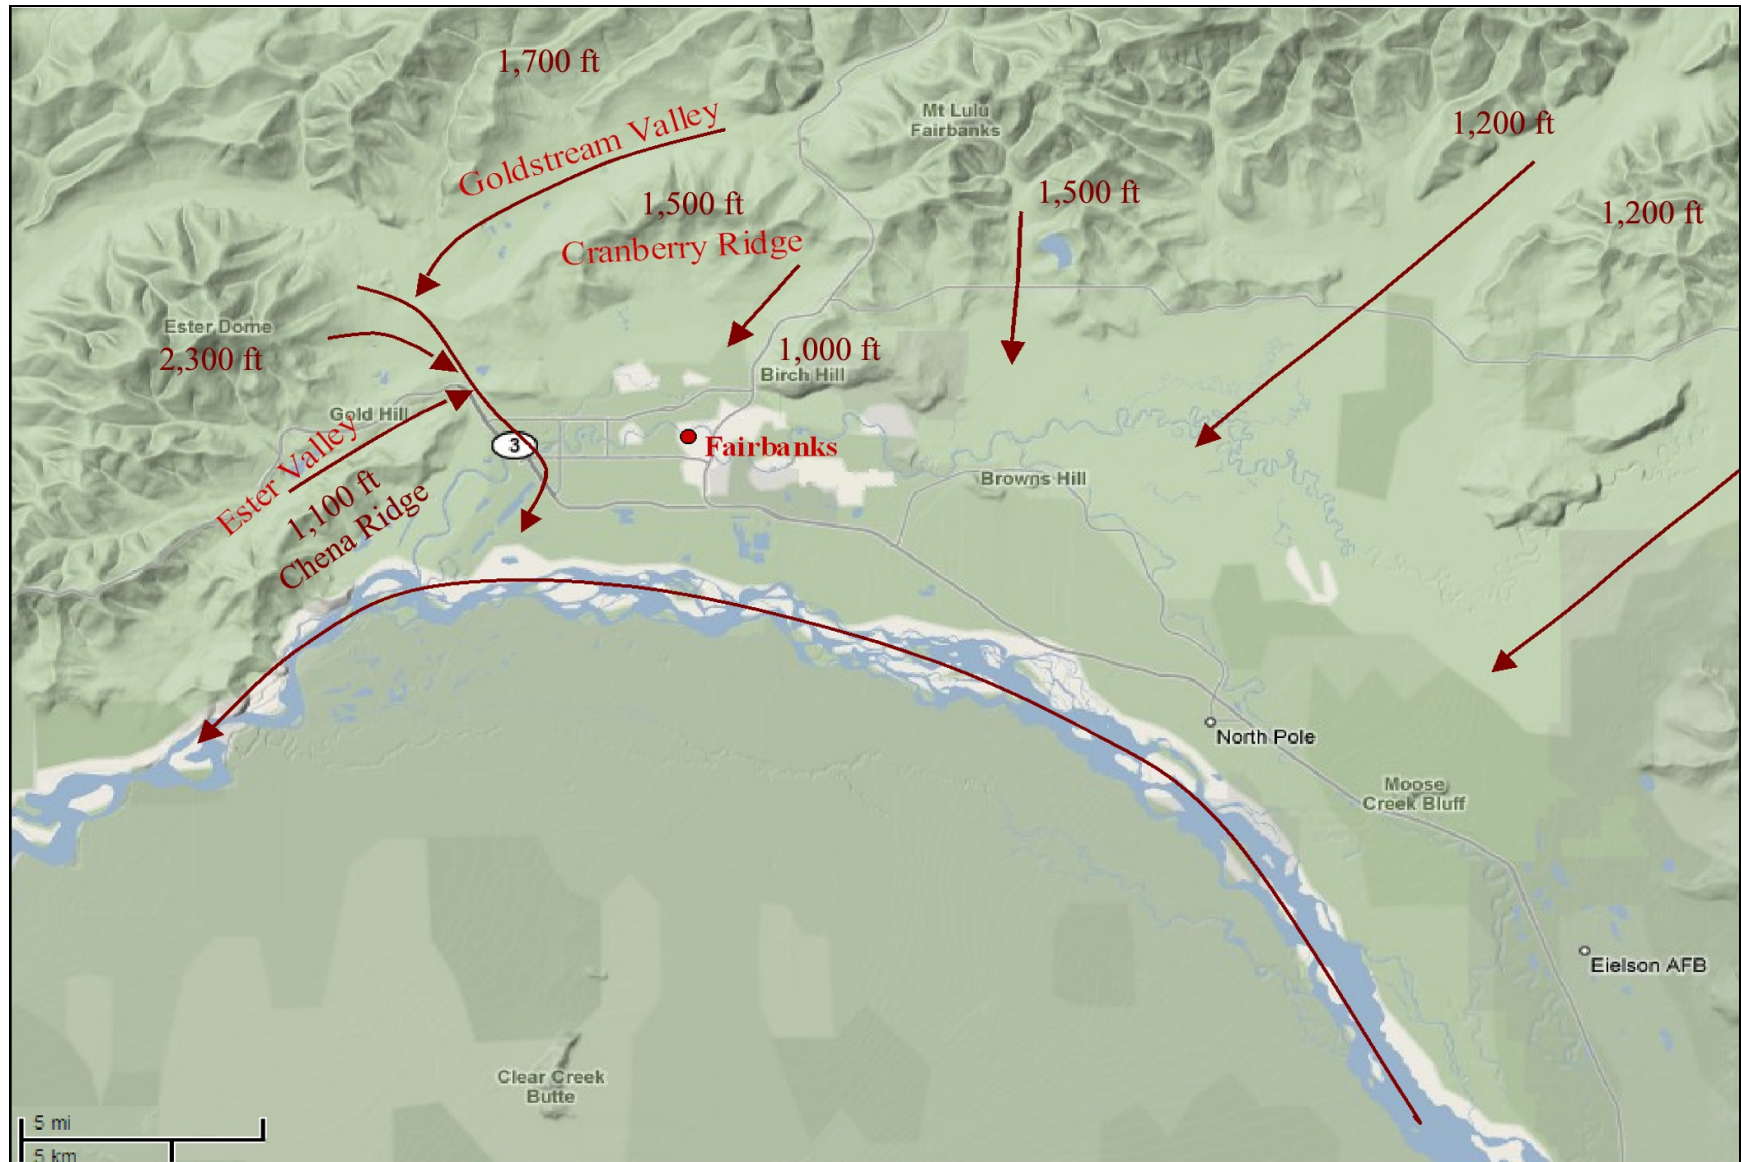 1,700 ft
Goldstream Valley
Mt Lulu
Fairbanks
1,200 ft
1,500 ft
1,500 ft
1,200 ft
Cranberry Ridge
Ester Dome
2,300 ft
1,000 ft
Birch Hill
Gold Hill
3
Fairbanks
Ester Valley
1,100 ft
Chena Ridge
Browns Hill
North Pole
Moose
Creek Bluff
Eielson AFB
Clear Creek
Butte
5 mi
5 km